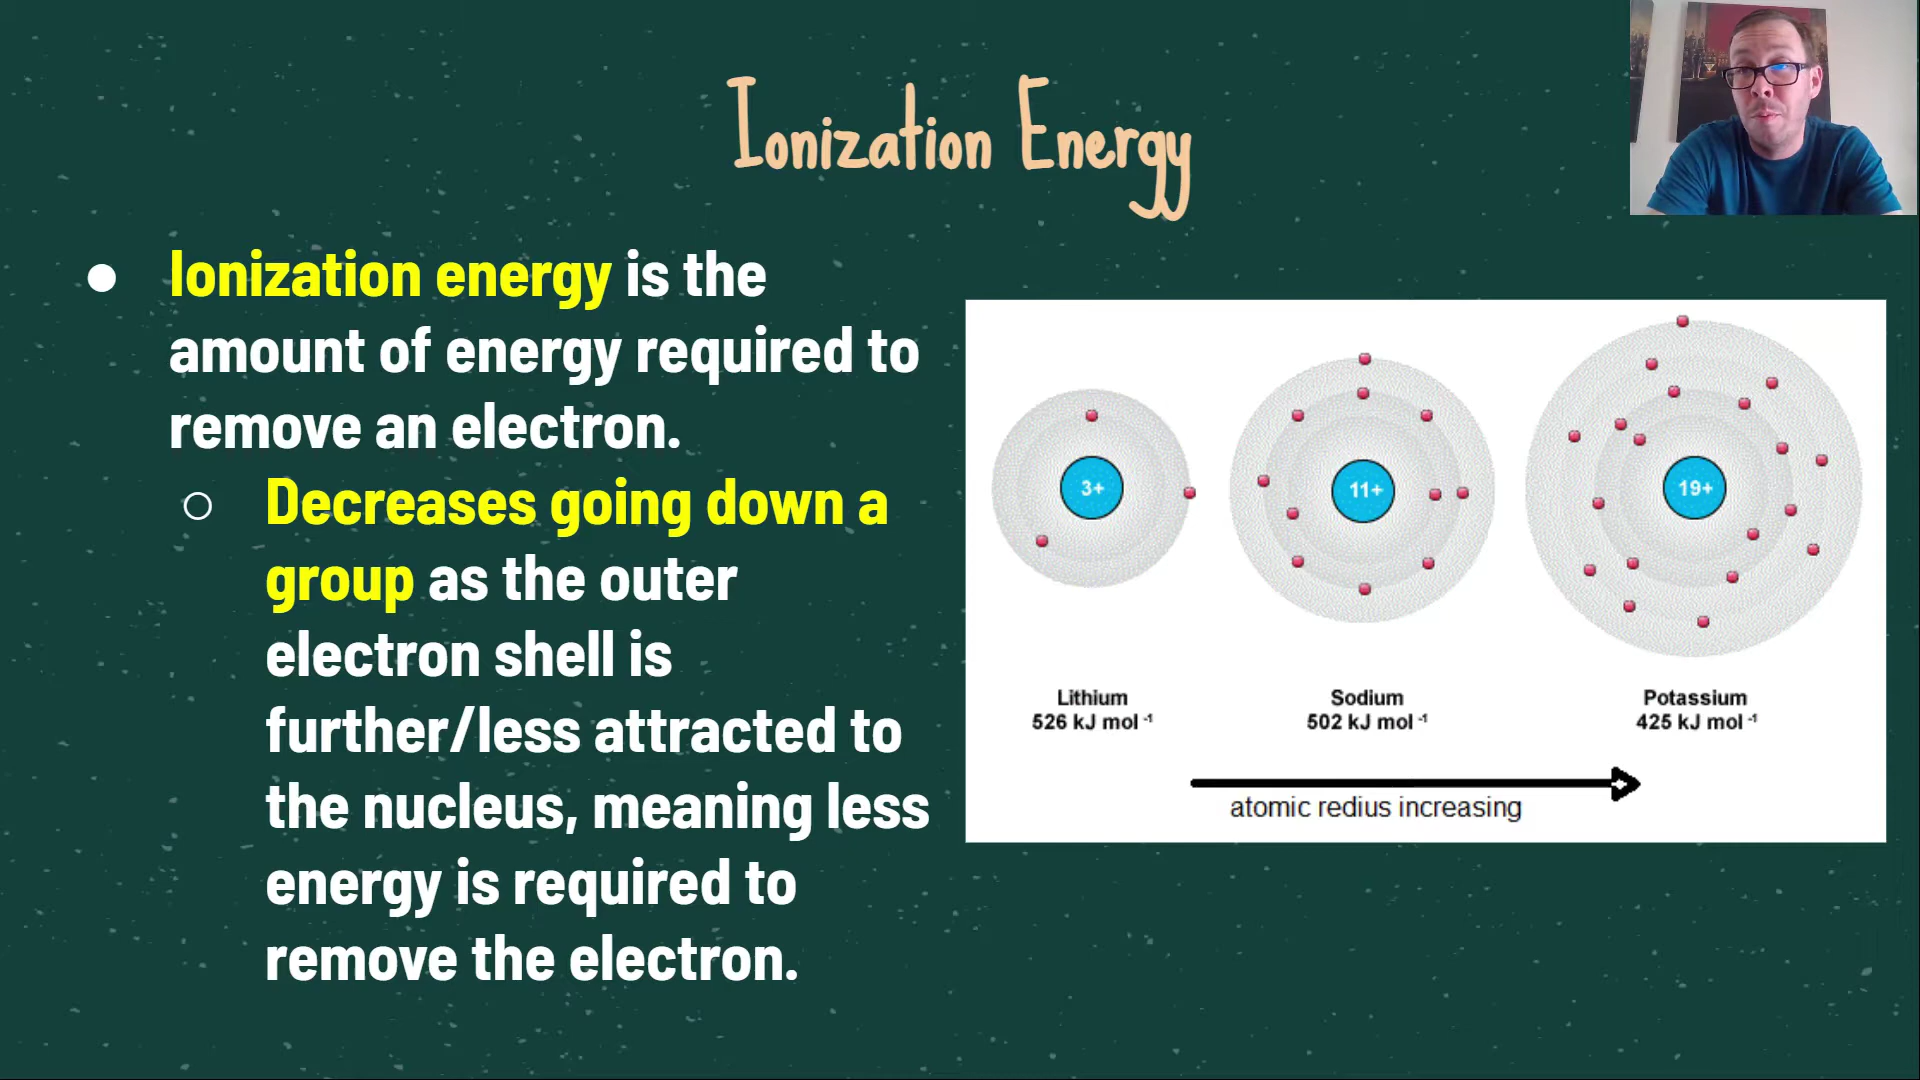 Ionization Energy
● Ionization energy is the
amount of energy required to
remove an electron.
○ Decreases going down a
group as the outer
electron shell is
further/less attracted to
the nucleus, meaning less
energy is required to
remove the electron.
3+
11+
19+
Lithium
526 kJ mol ⁻¹
Sodium
502 kJ mol ⁻¹
Potassium
425 kJ mol ⁻¹
atomic redius increasing